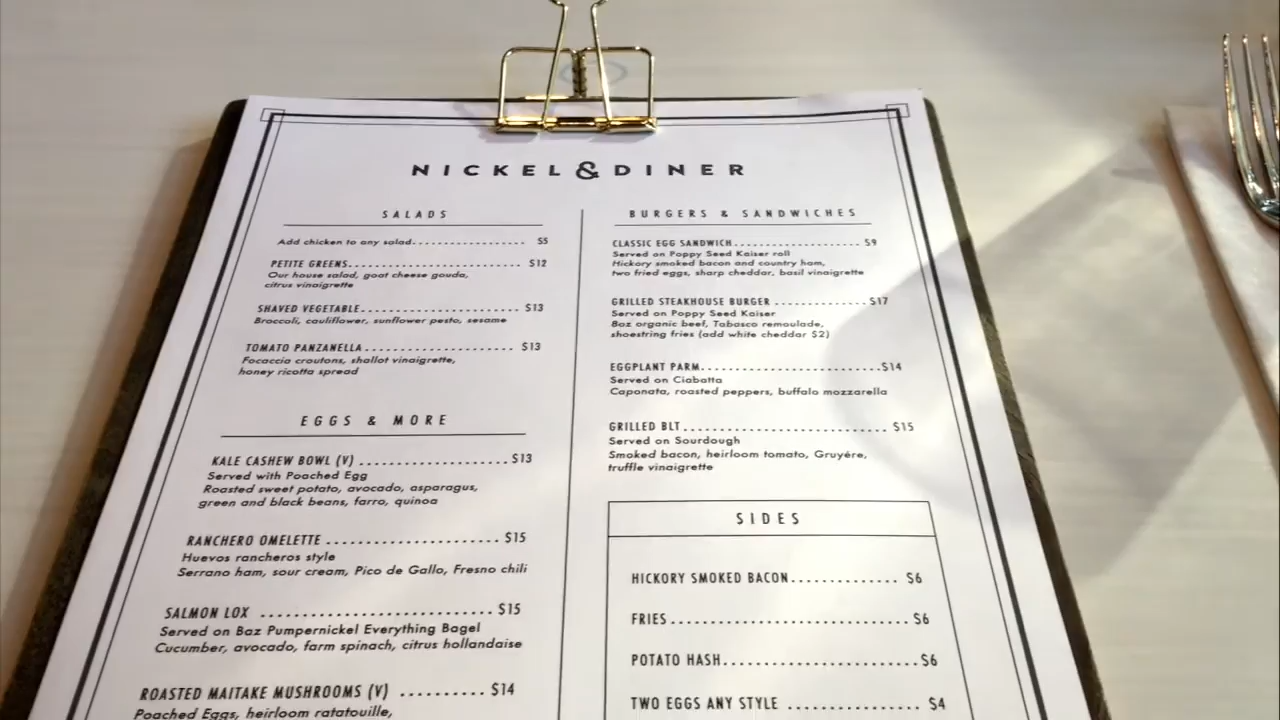 NICKEL & DINER
SALADS
Add chicken to any salad........................ $5
PETITE GREENS................................ $12
Our house salad, goat cheese gouda,
citrus vinaigrette
SHAVED VEGETABLE............................ $13
Broccoli, cauliflower, sunflower pesto, sesame
TOMATO PANZANELLA........................... $13
Focaccia croutons, shallot vinaigrette,
honey ricotta spread
EGGS & MORE
KALE CASHEW BOWL (V) ........................$13
Served with Poached Egg
Roasted sweet potato, avocado, asparagus,
green and black beans, farro, quinoa
RANCHERO OMELETTE ........................... $15
Huevos rancheros style
Serrano ham, sour cream, Pico de Gallo, Fresno chili
SALMON LOX .................................. $15
Served on Baz Pumpernickel Everything Bagel
Cucumber, avocado, farm spinach, citrus hollandaise
ROASTED MAITAKE MUSHROOMS (V) .......... $14
Poached Eggs, heirloom ratatouille,
BURGERS & SANDWICHES
CLASSIC EGG SANDWICH........................ $9
Served on Poppy Seed Kaiser roll
Hickory smoked bacon and country ham,
two fried eggs, sharp cheddar, basil vinaigrette
GRILLED STEAKHOUSE BURGER ..................$17
Served on Poppy Seed Kaiser
Baz organic beef, Tabasco remoulade,
shoestring fries (add white cheddar $2)
EGGPLANT PARM...............................$14
Served on Ciabatta
Caponata, roasted peppers, buffalo mozzarella
GRILLED BLT................................. $15
Served on Sourdough
Smoked bacon, heirloom tomato, Gruyére,
truffle vinaigrette
SIDES
HICKORY SMOKED BACON............. $6
FRIES............................. $6
POTATO HASH.......................$6
TWO EGGS ANY STYLE ............... $4